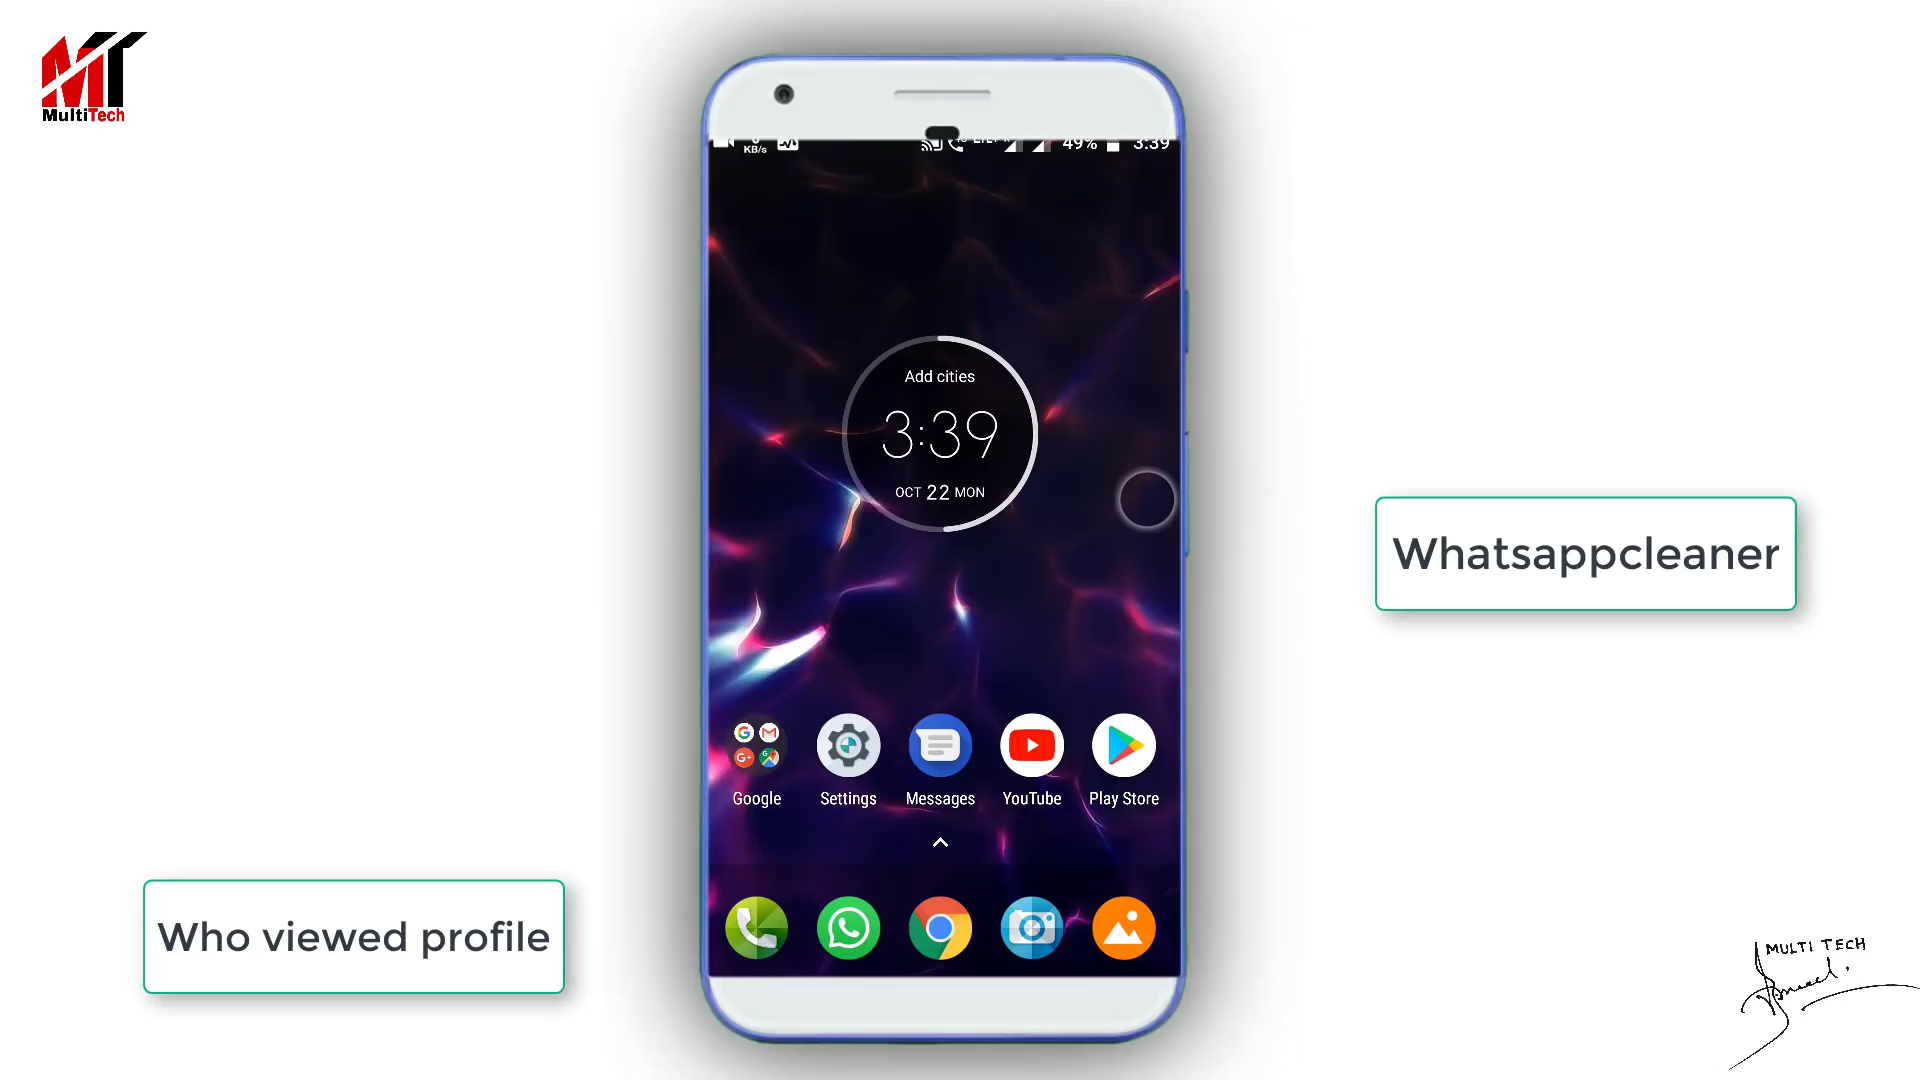 MultiTech
KB/s
49%
3:39
Add cities
3:39
OCT 22 MON
Whatsappcleaner
Google
Settings
Messages
YouTube
Play Store
Who viewed profile
MULTI TECH